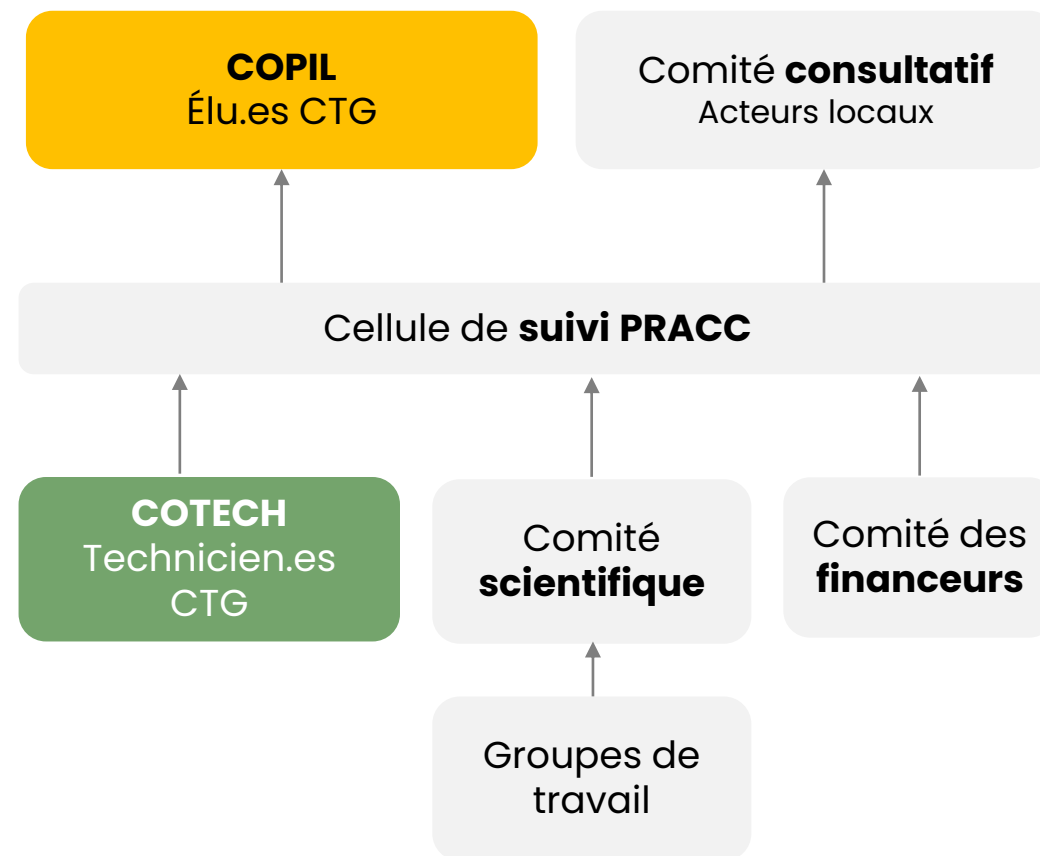 COPIL
Élu.es CTG
Comité consultatif
Acteurs locaux
Cellule de suivi PRACC
COTECH
Technicien.es
CTG
Comité
scientifique
Comité des
financeurs
Groupes de
travail